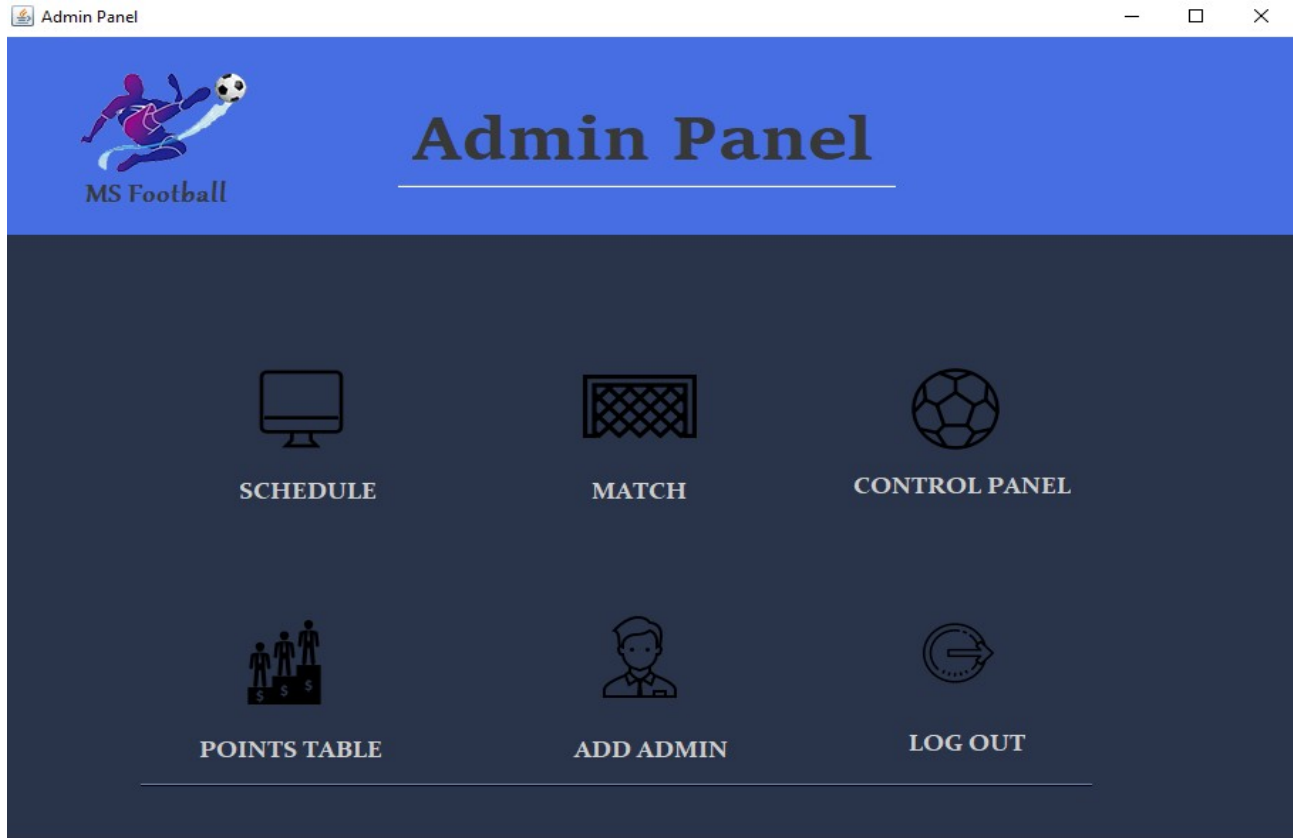 Admin Panel
Admin Panel
MS Football
SCHEDULE
MATCH
CONTROL PANEL
$ $ $
POINTS TABLE
ADD ADMIN
LOG OUT